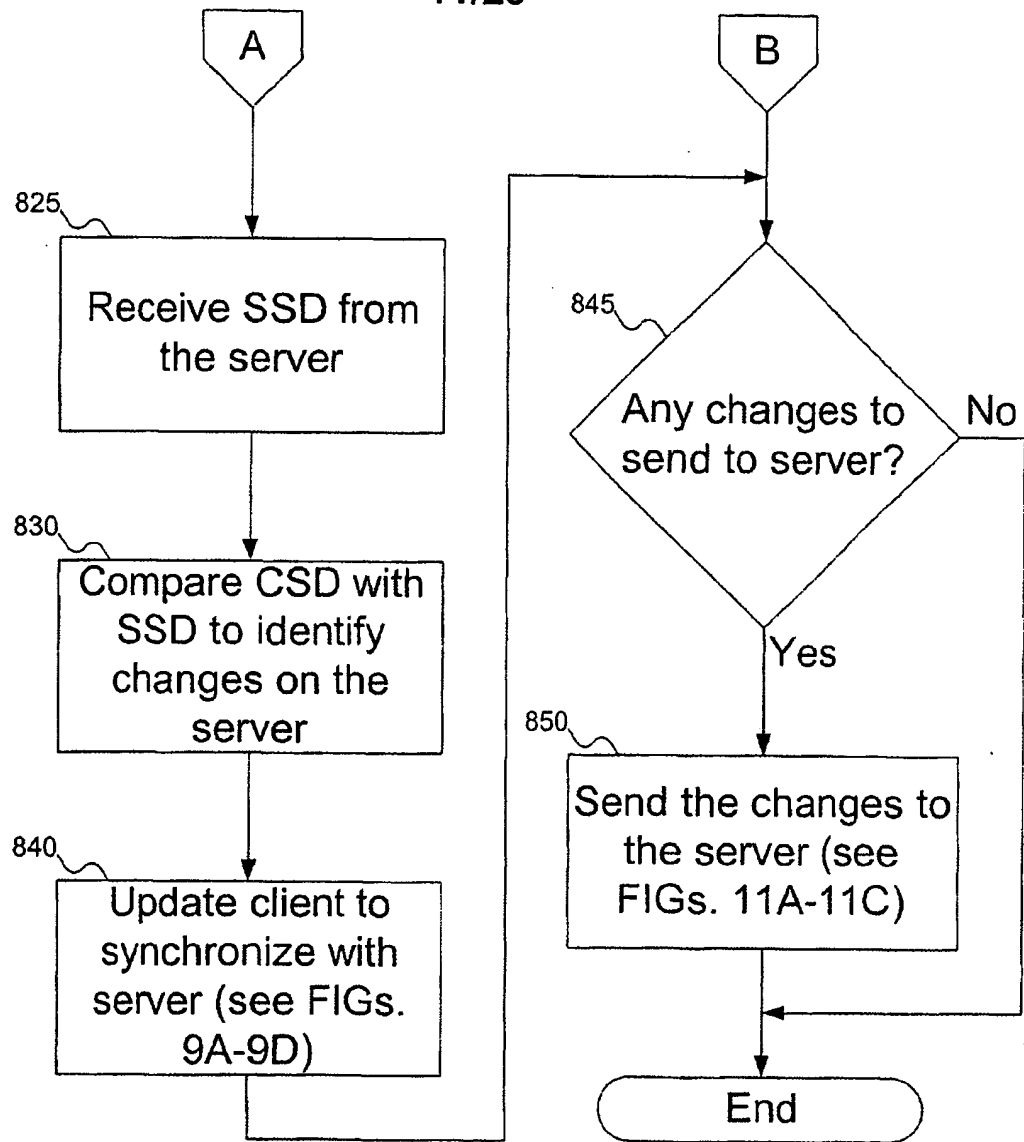 A
825
Receive SSD from
the server
830
Compare CSD with
SSD to identify
changes on the
server
840
Update client to
synchronize with
server (see FIGs.
9A-9D)
B
845
Any changes to
send to server?
No
Yes
850
Send the changes to
the server (see
FIGs. 11A-11C)
End